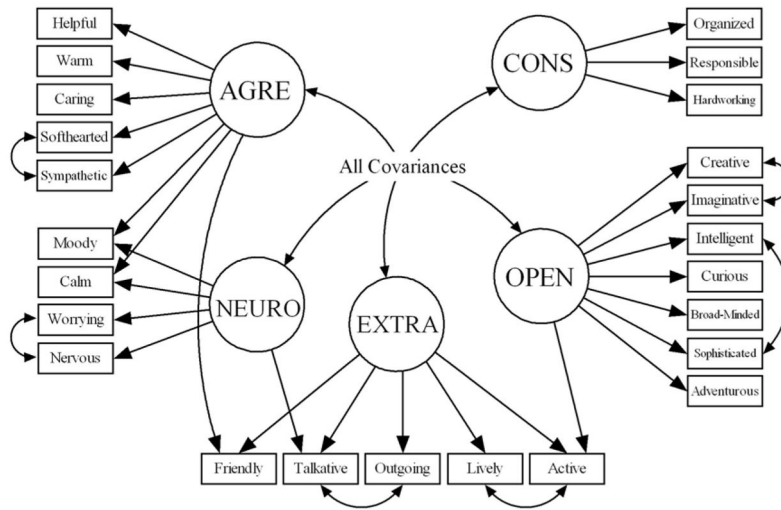 Helpful
Warm
Caring
Softhearted
Sympathetic
AGRE
CONS
Organized
Responsible
Hardworking
All Covariances
Moody
Calm
Worrying
Nervous
NEURO
EXTRA
OPEN
Creative
Imaginative
Intelligent
Curious
Broad-Minded
Sophisticated
Adventurous
Friendly
Talkative
Outgoing
Lively
Active